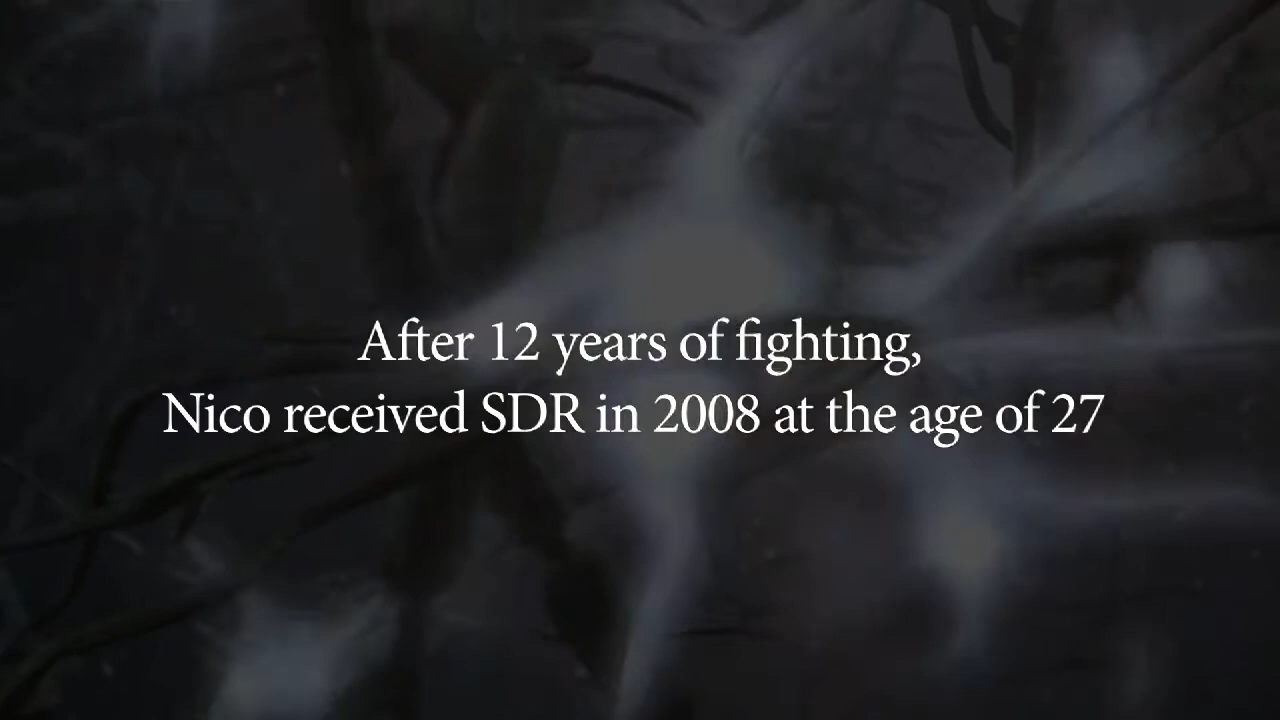 After 12 years of fighting,
Nico received SDR in 2008 at the age of 27